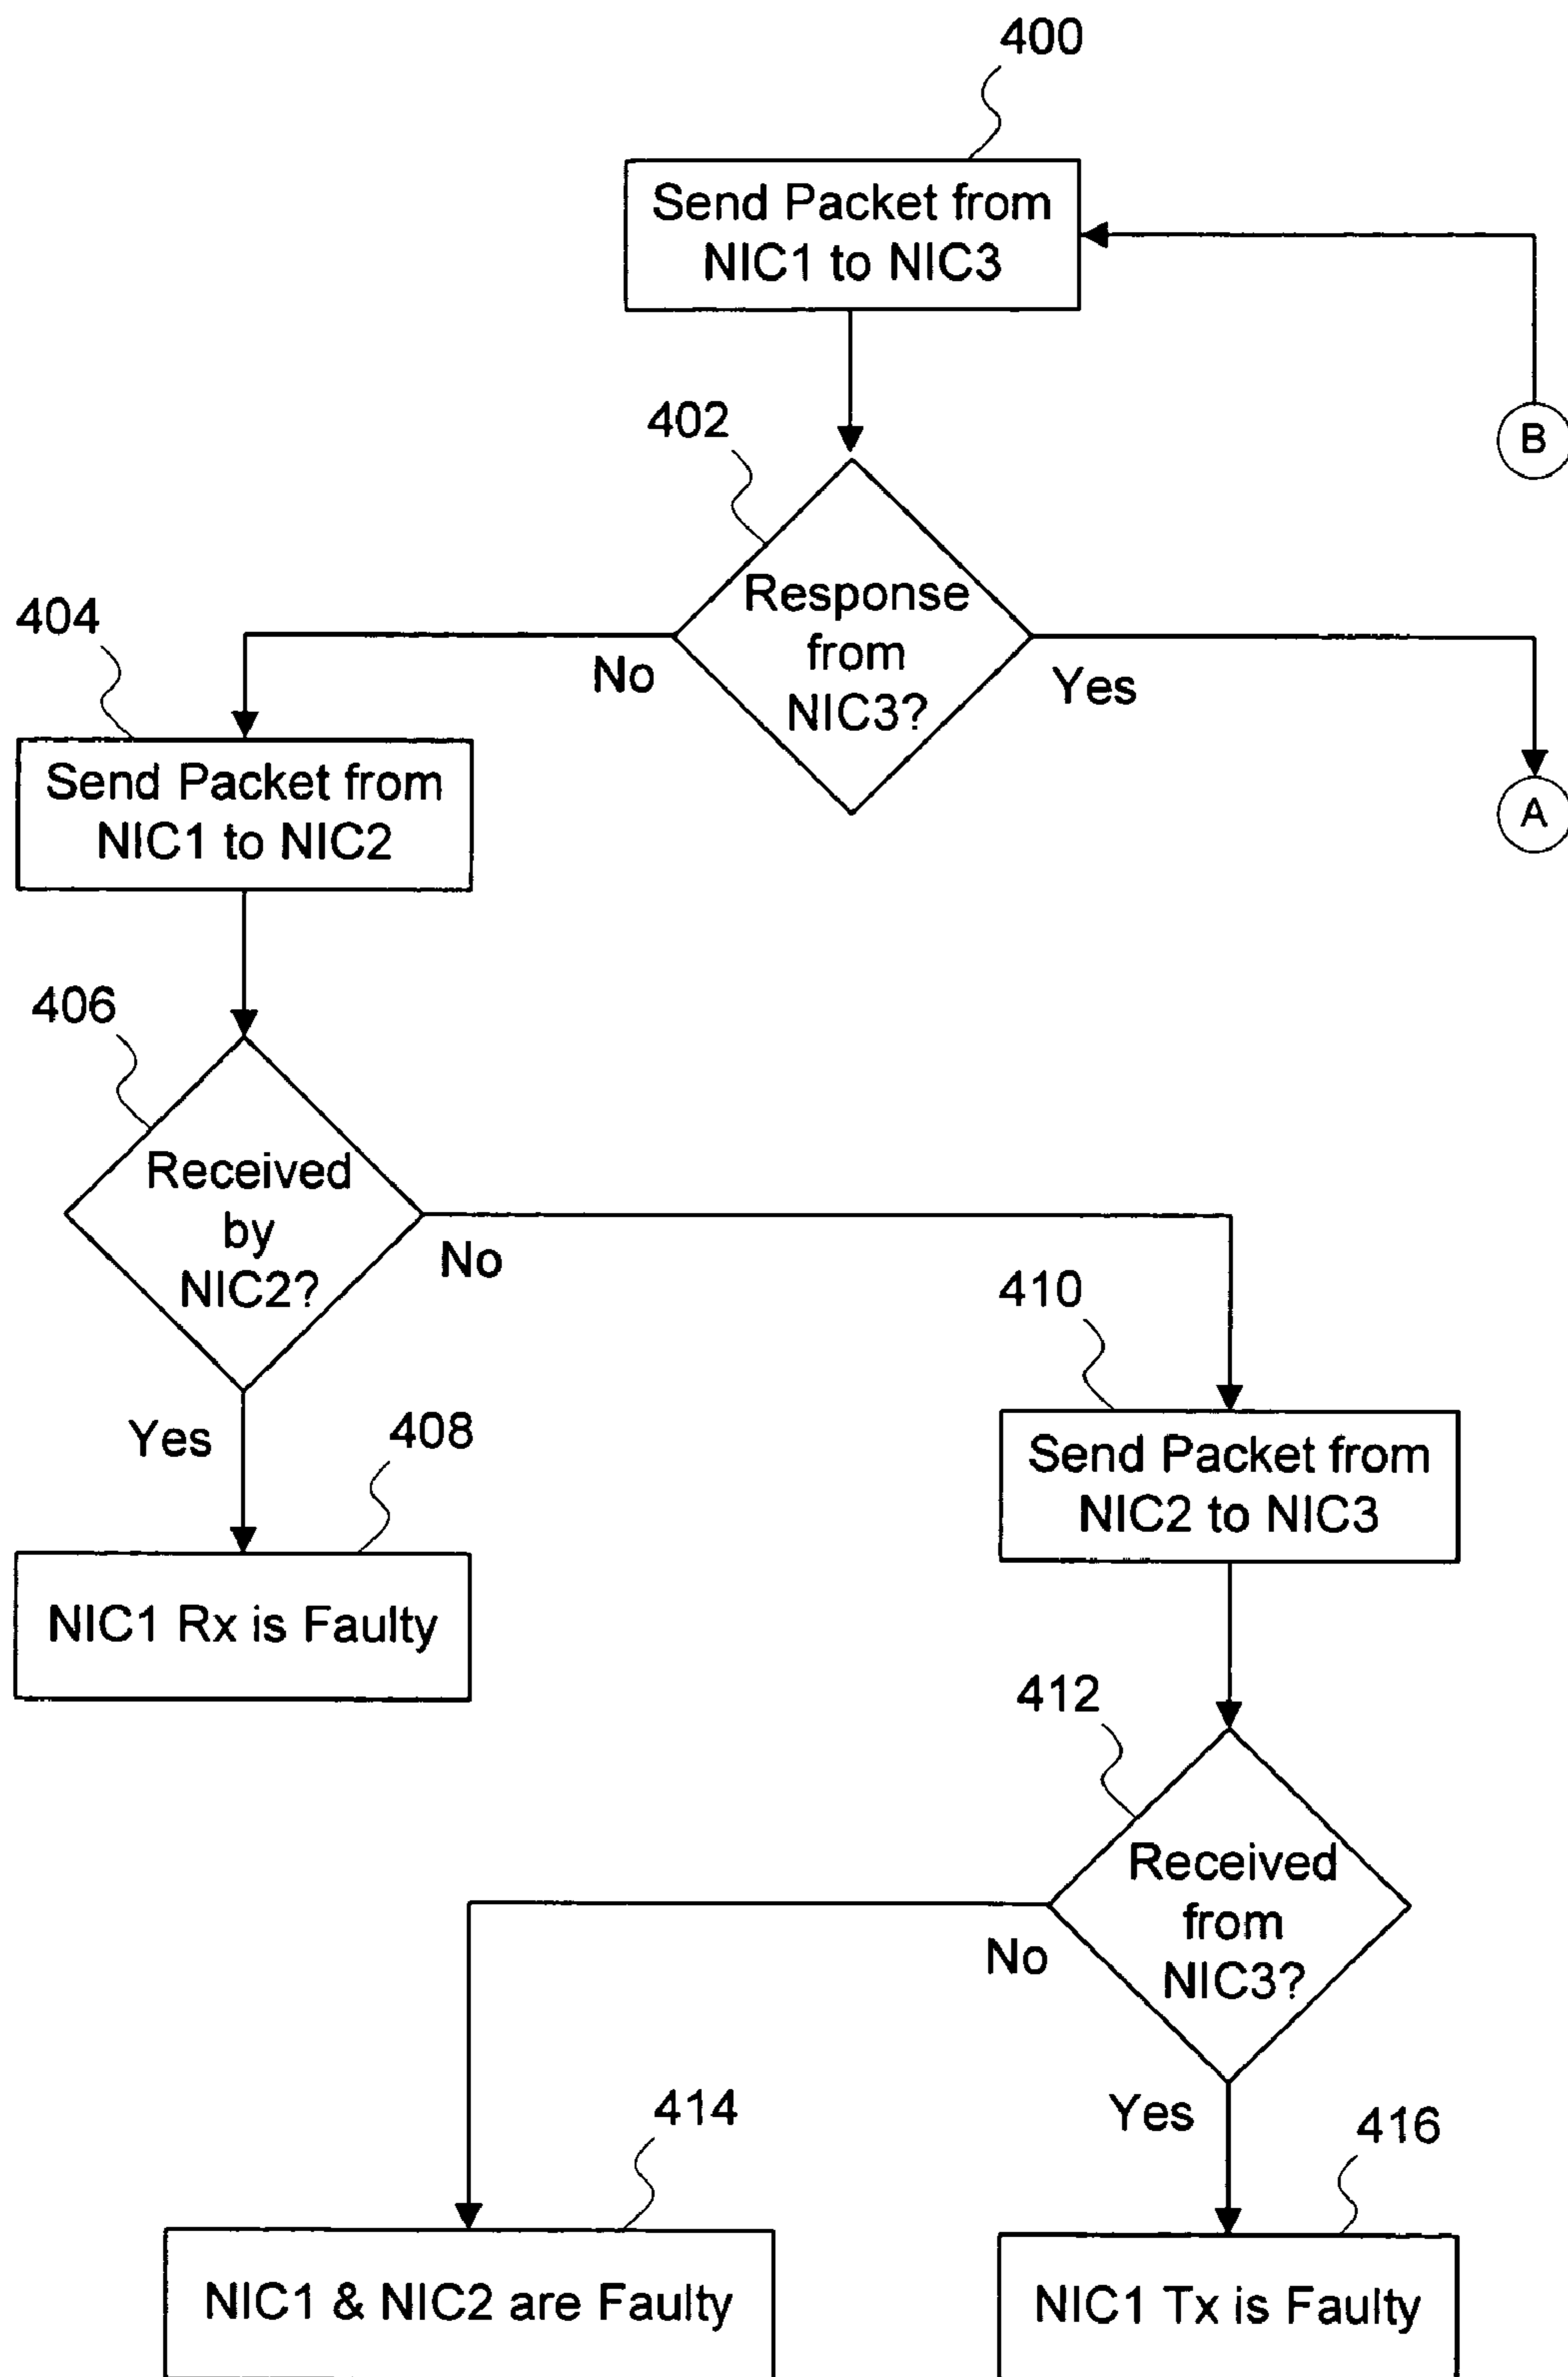 400
Send Packet from
NIC1 to NIC3
B
402
Response
from
NIC3?
No
Yes
A
404
Send Packet from
NIC1 to NIC2
406
Received
by
NIC2?
No
Yes
408
NIC1 Rx is Faulty
410
Send Packet from
NIC2 to NIC3
412
Received
from
NIC3?
No
Yes
414
NIC1 & NIC2 are Faulty
416
NIC1 Tx is Faulty